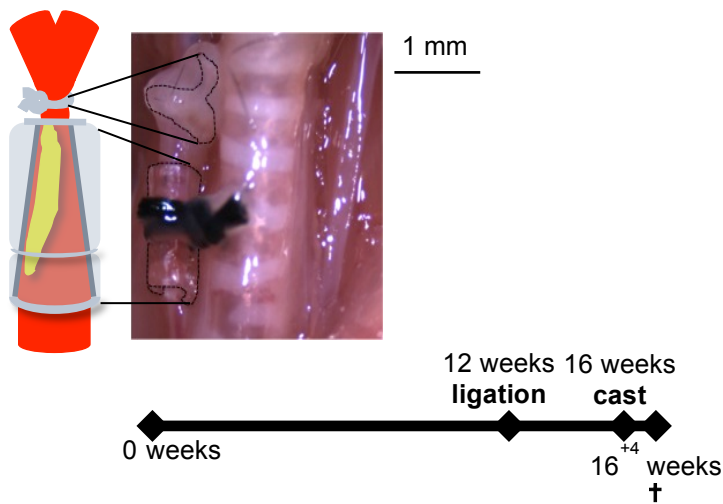 1 mm
12 weeks 16 weeks
ligation cast
0 weeks
16+4 weeks
✝